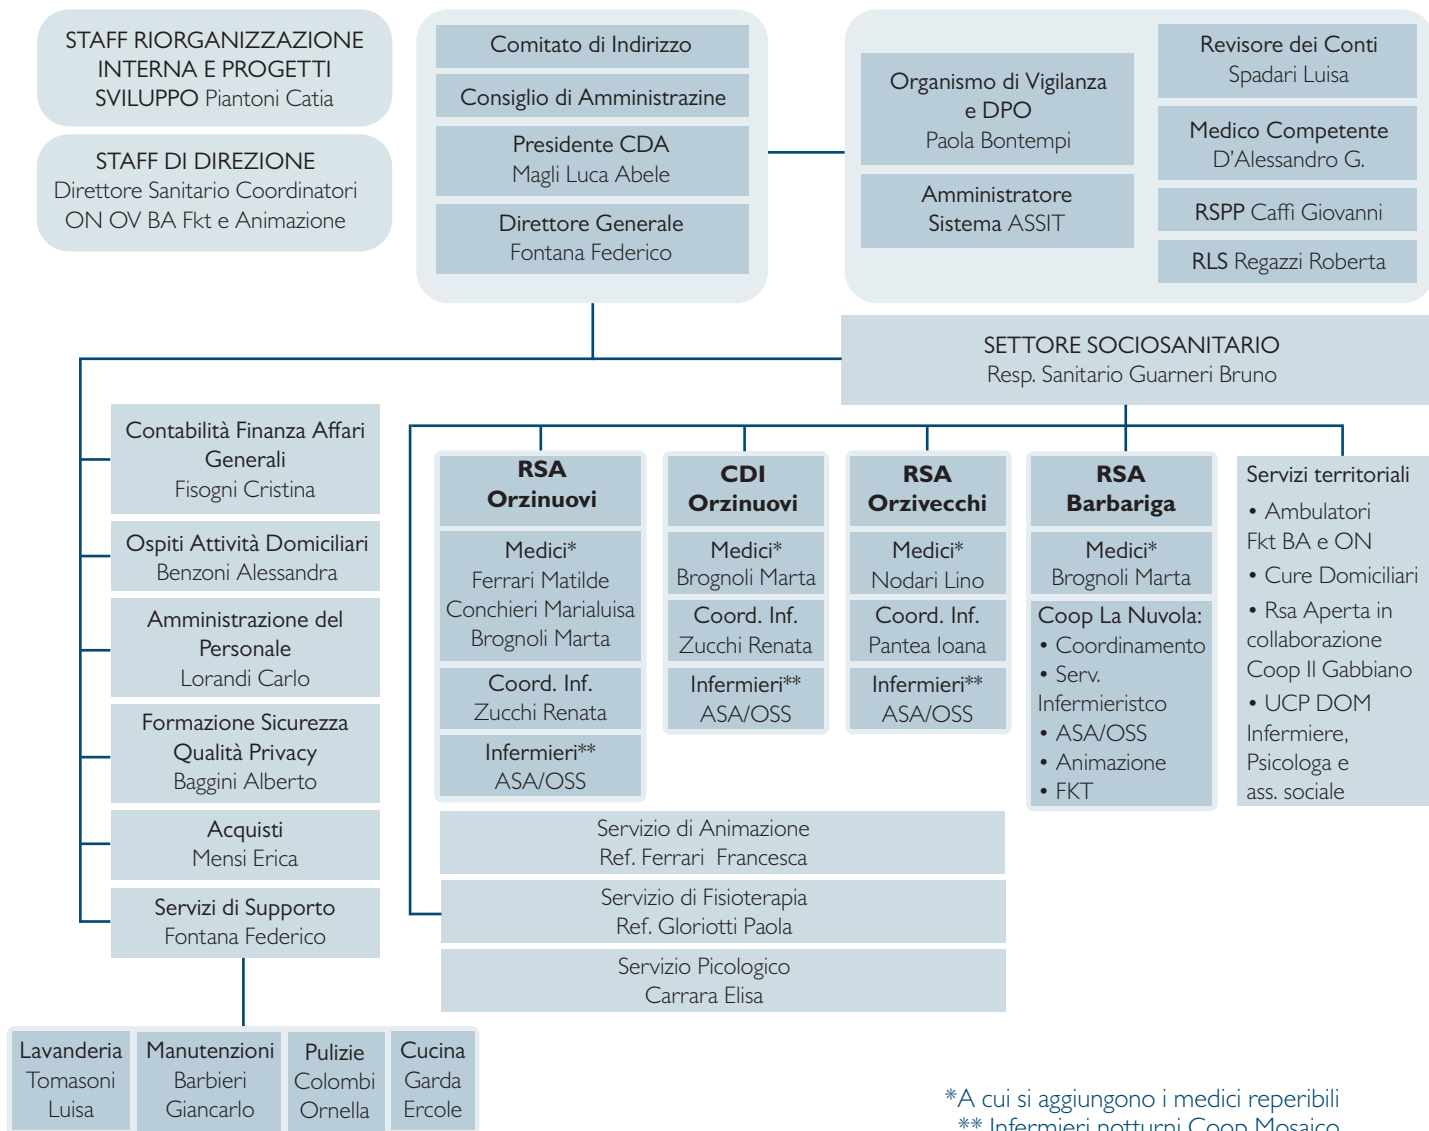 STAFF RIORGANIZZAZIONE
INTERNA E PROGETTI
SVILUPPO Piantoni Catia
STAFF DI DIREZIONE
Direttore Sanitario Coordinatori
ON OV BA Fkt e Animazione
Comitato di Indirizzo
Consiglio di Amministrazine
Presidente CDA
Magli Luca Abele
Direttore Generale
Fontana Federico
Organismo di Vigilanza
e DPO
Paola Bontempi
Amministratore
Sistema ASSIT
Revisore dei Conti
Spadari Luisa
Medico Competente
D'Alessandro G.
RSPP Caffi Giovanni
RLS Regazzi Roberta
SETTORE SOCIOSANITARIO
Resp. Sanitario Guarneri Bruno
Contabilità Finanza Affari
Generali
Fisogni Cristina
Ospiti Attività Domiciliari
Benzoni Alessandra
Amministrazione del
Personale
Lorandi Carlo
Formazione Sicurezza
Qualità Privacy
Baggini Alberto
Acquisti
Mensi Erica
Servizi di Supporto
Fontana Federico
RSA
Orzinuovi
Medici*
Ferrari Matilde
Conchieri Marialuisa
Brognoli Marta
Coord. Inf.
Zucchi Renata
Infermieri**
ASA/OSS
CDI
Orzinuovi
Medici*
Brognoli Marta
Coord. Inf.
Zucchi Renata
Infermieri**
ASA/OSS
RSA
Orzivecchi
Medici*
Nodari Lino
Coord. Inf.
Pantea Ioana
Infermieri**
ASA/OSS
RSA
Barbariga
Medici*
Brognoli Marta
Coop La Nuvola:
• Coordinamento
• Serv.
Infermieristco
• ASA/OSS
• Animazione
• FKT
Servizi territoriali
• Ambulatori
Fkt BA e ON
• Cure Domiciliari
• Rsa Aperta in
collaborazione
Coop Il Gabbiano
• UCP DOM
Infermiere,
Psicologa e
ass. sociale
Servizio di Animazione
Ref. Ferrari Francesca
Servizio di Fisioterapia
Ref. Gloriotti Paola
Servizio Picologico
Carrara Elisa
Lavanderia
Tomasoni
Luisa
Manutenzioni
Barbieri
Giancarlo
Pulizie
Colombi
Ornella
Cucina
Garda
Ercole
*A cui si aggiungono i medici reperibili
** Infermieri notturni Coop Mosaico